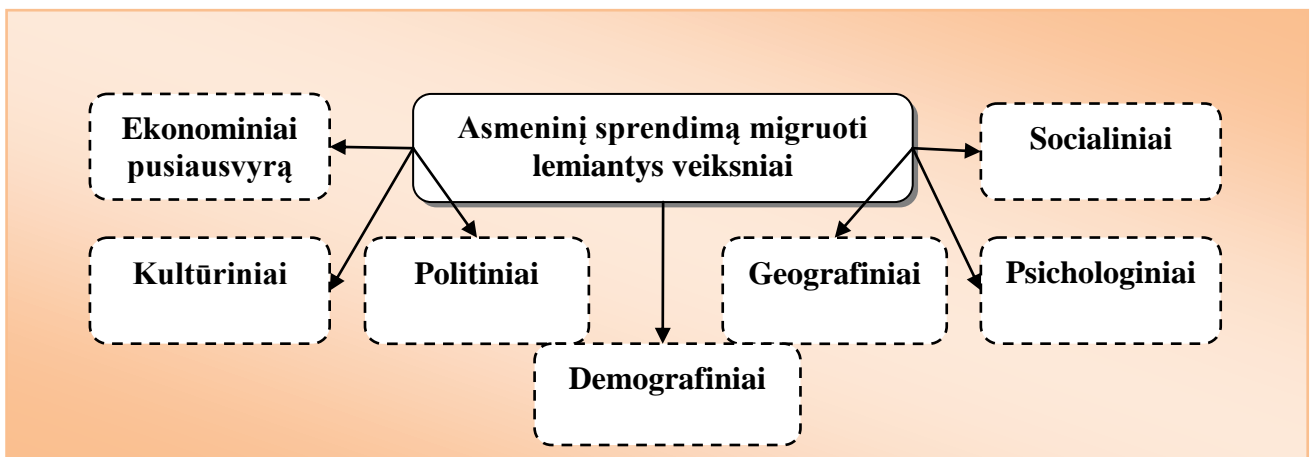 Ekonominiai
pusiausvyrą
Asmeninį sprendimą migruoti
lemiantys veiksniai
Socialiniai
Kultūriniai
Politiniai
Geografiniai
Psichologiniai
Demografiniai